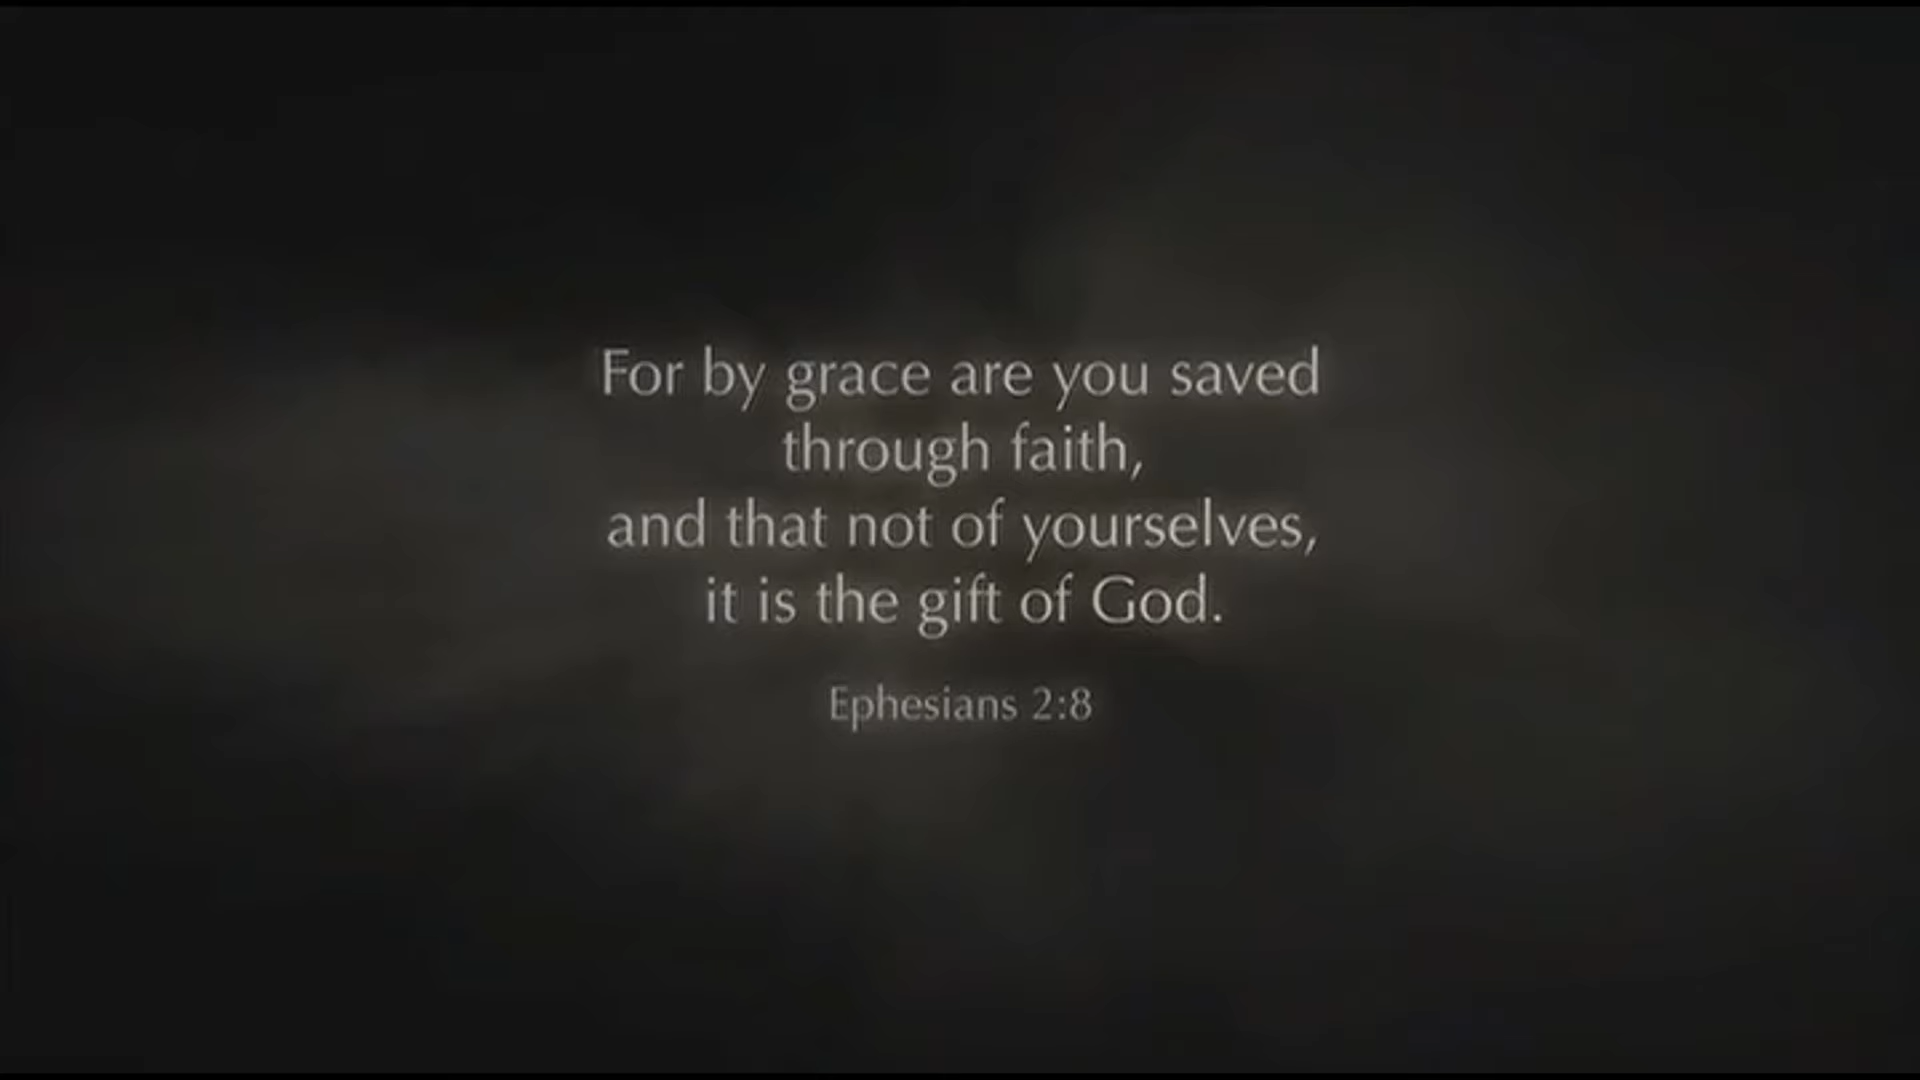 For by grace are you saved
through faith,
and that not of yourselves,
it is the gift of God.
Ephesians 2:8